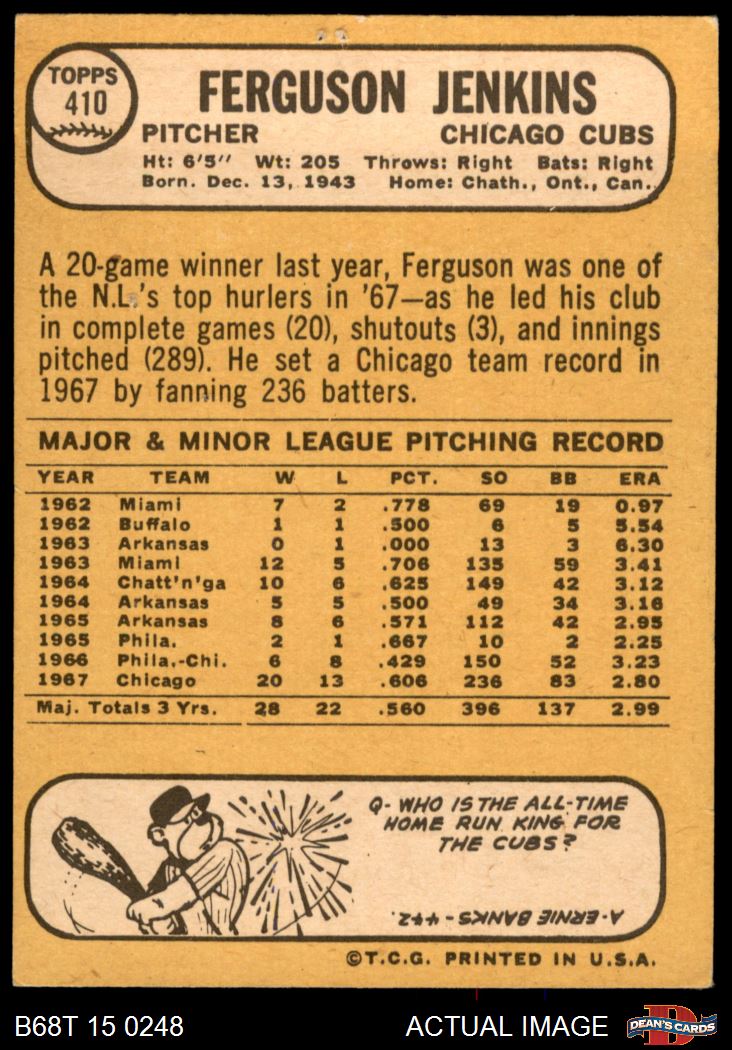 TOPPS
410
FERGUSON JENKINS
PITCHER CHICAGO CUBS
Ht: 6'5" Wt: 205 Throws: Right Bats: Right
Born. Dec. 13, 1943 Home: Chath., Ont., Can.
A 20-game winner last year, Ferguson was one of
the N.L.'s top hurlers in '67—as he led his club
in complete games (20), shutouts (3), and innings
pitched (289). He set a Chicago team record in
1967 by fanning 236 batters.
MAJOR & MINOR LEAGUE PITCHING RECORD
YEAR TEAM W L PCT. SO BB ERA
1962 Miami 7 2 .778 69 19 0.97
1962 Buffalo 1 1 .500 6 5 5.54
1963 Arkansas 0 1 .000 13 3 6.30
1963 Miami 12 5 .706 135 59 3.41
1964 Chatt'n'ga 10 6 .625 149 42 3.12
1964 Arkansas 5 5 .500 49 34 3.16
1965 Arkansas 8 6 .571 112 42 2.95
1965 Phila. 2 1 .667 10 2 2.25
1966 Phila.-Chi. 6 8 .429 150 52 3.23
1967 Chicago 20 13 .606 236 83 2.80
Maj. Totals 3 Yrs. 28 22 .560 396 137 2.99
Q- WHO IS THE ALL-TIME
HOME RUN KING FOR
THE CUBS?
A-ERNIE BANKS - 442.
©T.C.G. PRINTED IN U.S.A.
B68T 15 0248 ACTUAL IMAGE
D
DEAN'S CARDS